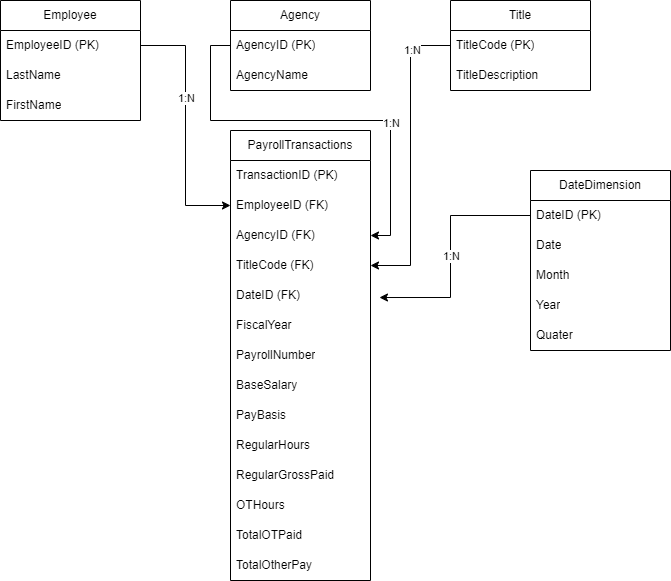 Employee
EmployeeID (PK)
LastName
FirstName
Agency
AgencyID (PK)
AgencyName
Title
TitleCode (PK)
TitleDescription
1:N
1:N
1:N
PayrollTransactions
TransactionID (PK)
EmployeeID (FK)
AgencyID (FK)
TitleCode (FK)
DateID (FK)
FiscalYear
PayrollNumber
BaseSalary
PayBasis
RegularHours
RegularGrossPaid
OTHours
TotalOTPaid
TotalOtherPay
1:N
DateDimension
DateID (PK)
Date
Month
Year
Quater